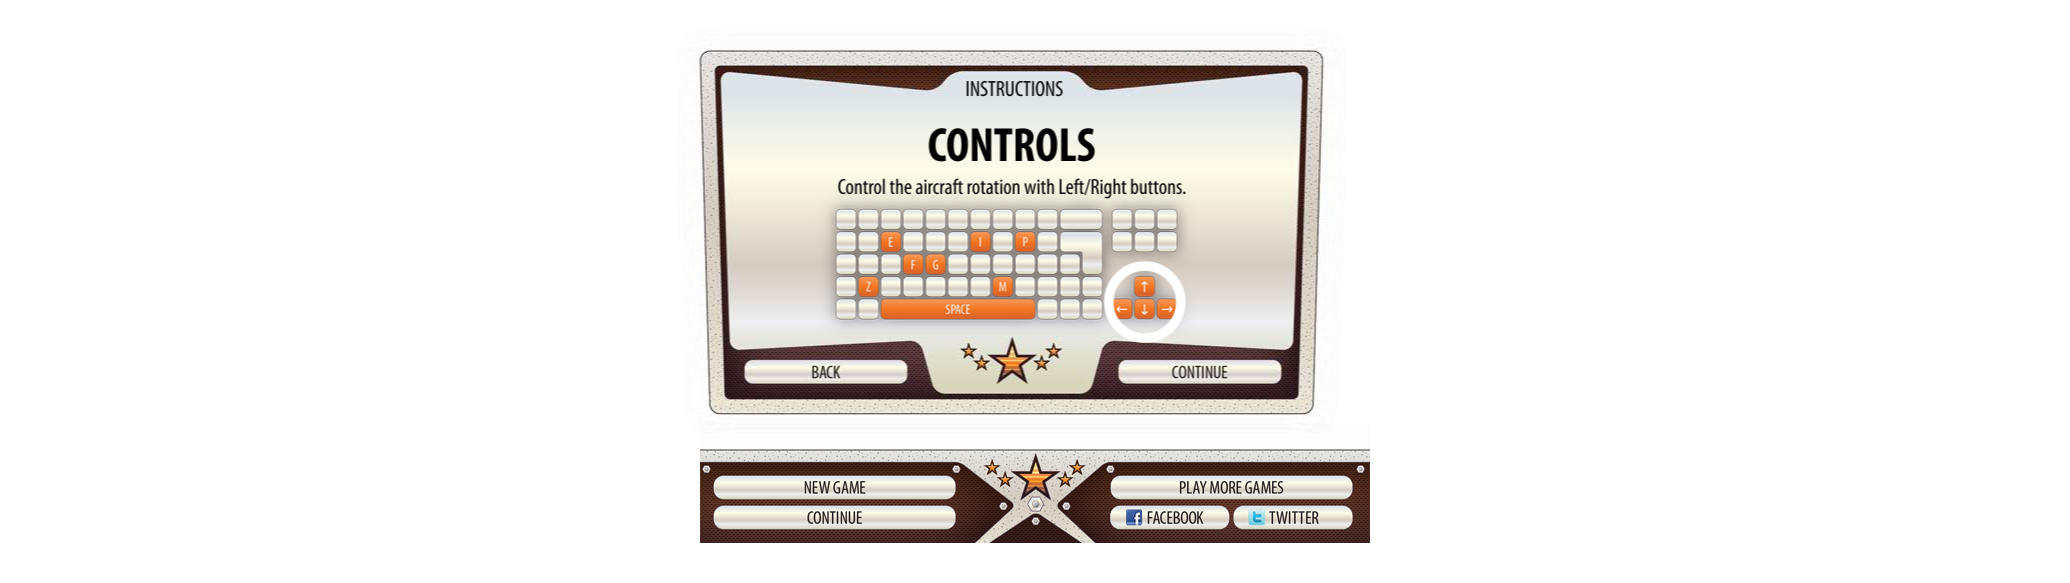 INSTRUCTIONS
CONTROLS
Control the aircraft rotation with Left/Right buttons.
E I P
F G
Z M ↑
SPACE ← ↓ →
BACK CONTINUE
NEW GAME PLAY MORE GAMES
CONTINUE FACEBOOK TWITTER